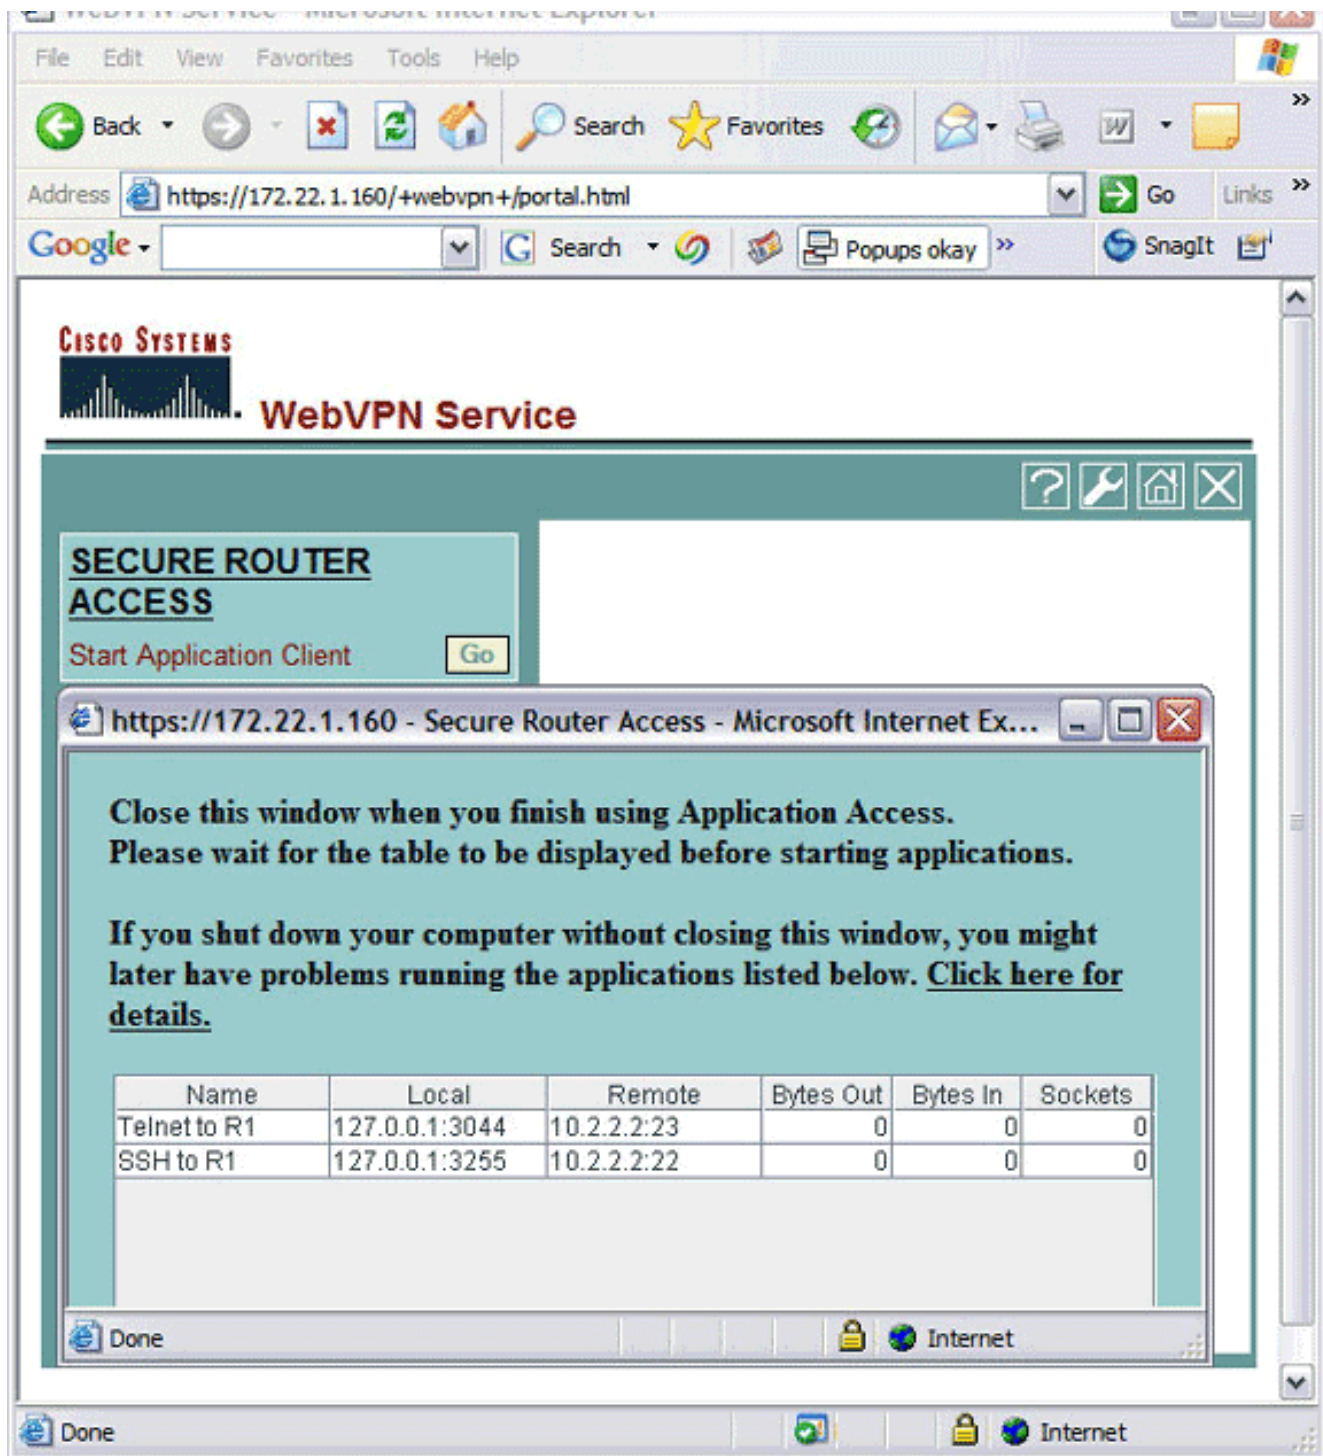 WebVPN Service - Microsoft Internet Explorer
File Edit View Favorites Tools Help
Back Search Favorites
Address https://172.22.1.160/+webvpn+/portal.html Go Links
Google Search Popups okay SnagIt
CISCO SYSTEMS
WebVPN Service
SECURE ROUTER
ACCESS
Start Application Client Go
https://172.22.1.160 - Secure Router Access - Microsoft Internet Ex...
Close this window when you finish using Application Access.
Please wait for the table to be displayed before starting applications.
If you shut down your computer without closing this window, you might
later have problems running the applications listed below. Click here for
details.
Name Local Remote Bytes Out Bytes In Sockets
Telnet to R1 127.0.0.1:3044 10.2.2.2:23 0 0 0
SSH to R1 127.0.0.1:3255 10.2.2.2:22 0 0 0
Done Internet
Done Internet